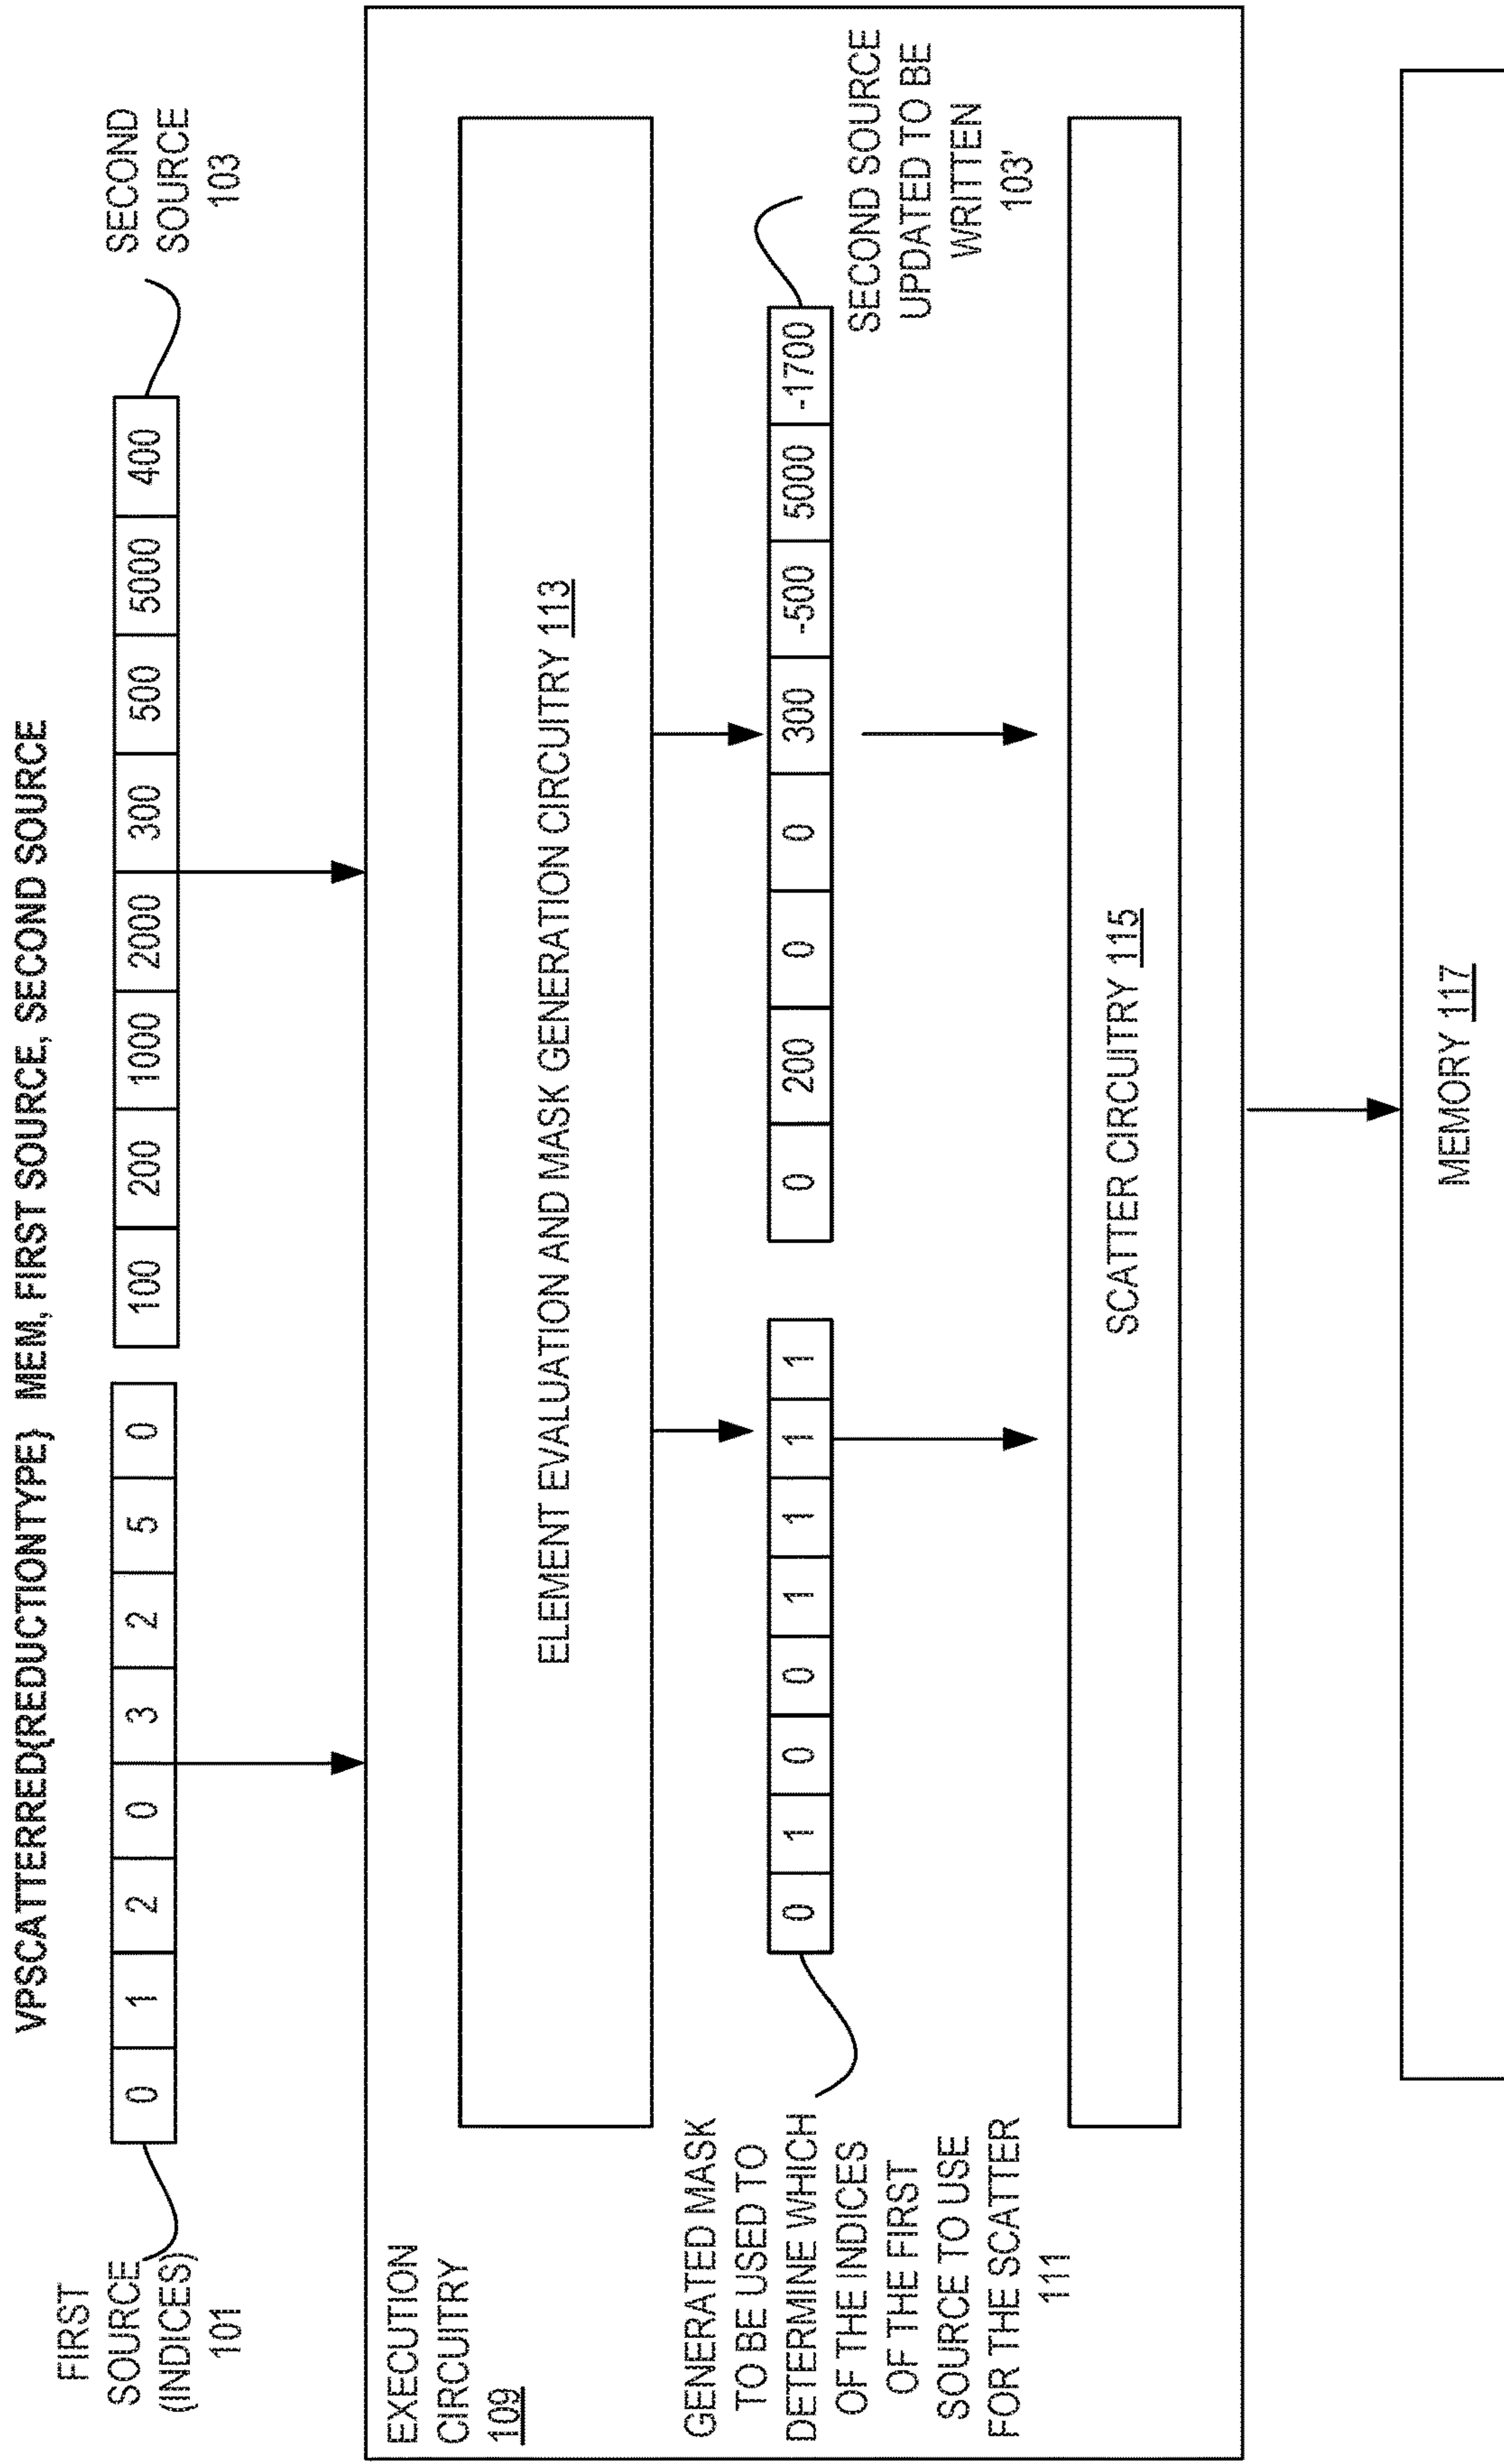 VPSCATTERRED{REDUCTIONTYPE} MEM, FIRST SOURCE, SECOND SOURCE
FIRST
SOURCE
(INDICES)
101
0 1 2 0 3 2 5 0
100 200 1000 2000 300 500 5000 400
SECOND
SOURCE
103
EXECUTION
CIRCUITRY
109
ELEMENT EVALUATION AND MASK GENERATION CIRCUITRY 113
GENERATED MASK
TO BE USED TO
DETERMINE WHICH
OF THE INDICES
OF THE FIRST
SOURCE TO USE
FOR THE SCATTER
111
0 1 0 0 1 1 1 1
0 200 0 0 300 -500 5000 -1700
SECOND SOURCE
UPDATED TO BE
WRITTEN
103'
SCATTER CIRCUITRY 115
MEMORY 117